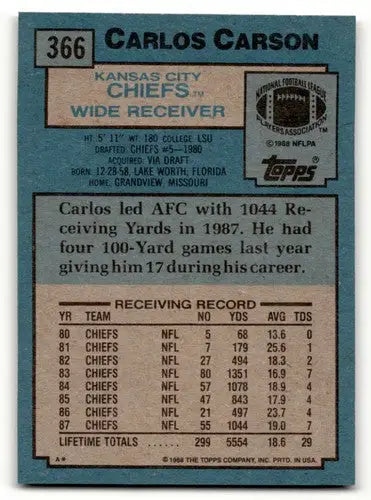 366 CARLOS CARSON
KANSAS CITY
CHIEFS™
WIDE RECEIVER
NATIONAL FOOTBALL LEAGUE
PLAYERS ASSOCIATION™
©1988 NFLPA
topps
HT: 5' 11" WT: 180 COLLEGE: LSU
DRAFTED: CHIEFS #5-1980
ACQUIRED: VIA DRAFT
BORN: 12-28-58, LAKE WORTH, FLORIDA
HOME: GRANDVIEW, MISSOURI
Carlos led AFC with 1044 Re-
ceiving Yards in 1987. He had
four 100-Yard games last year
giving him 17 during his career.
RECEIVING RECORD
YR TEAM NO YDS AVG TDS
80 CHIEFS NFL 5 68 13.6 0
81 CHIEFS NFL 7 179 25.6 1
82 CHIEFS NFL 27 494 18.3 2
83 CHIEFS NFL 80 1351 16.9 7
84 CHIEFS NFL 57 1078 18.9 4
85 CHIEFS NFL 47 843 17.9 4
86 CHIEFS NFL 21 497 23.7 4
87 CHIEFS NFL 55 1044 19.0 7
LIFETIME TOTALS ...... 299 5554 18.6 29
A* ©1988 THE TOPPS COMPANY, INC. PRTD. IN U.S.A.